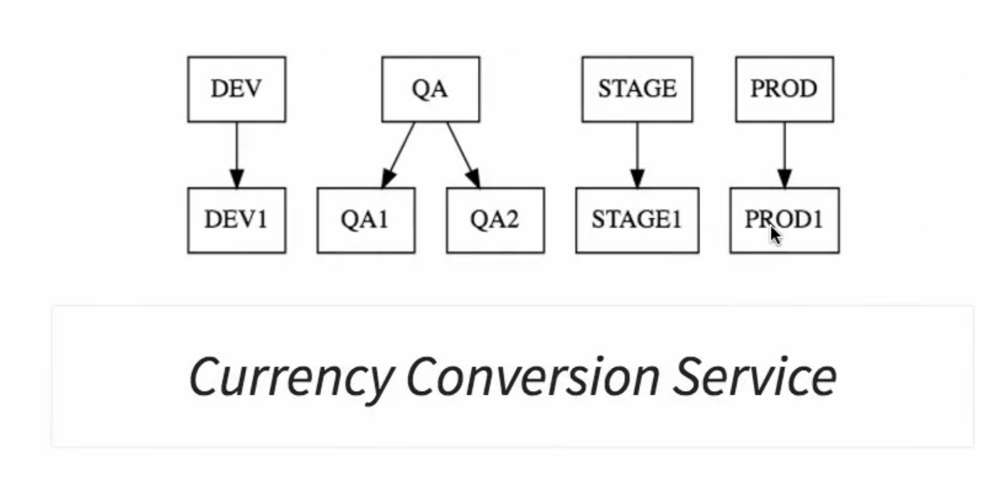 DEV QA STAGE PROD
DEV1 QA1 QA2 STAGE1 PROD1
Currency Conversion Service